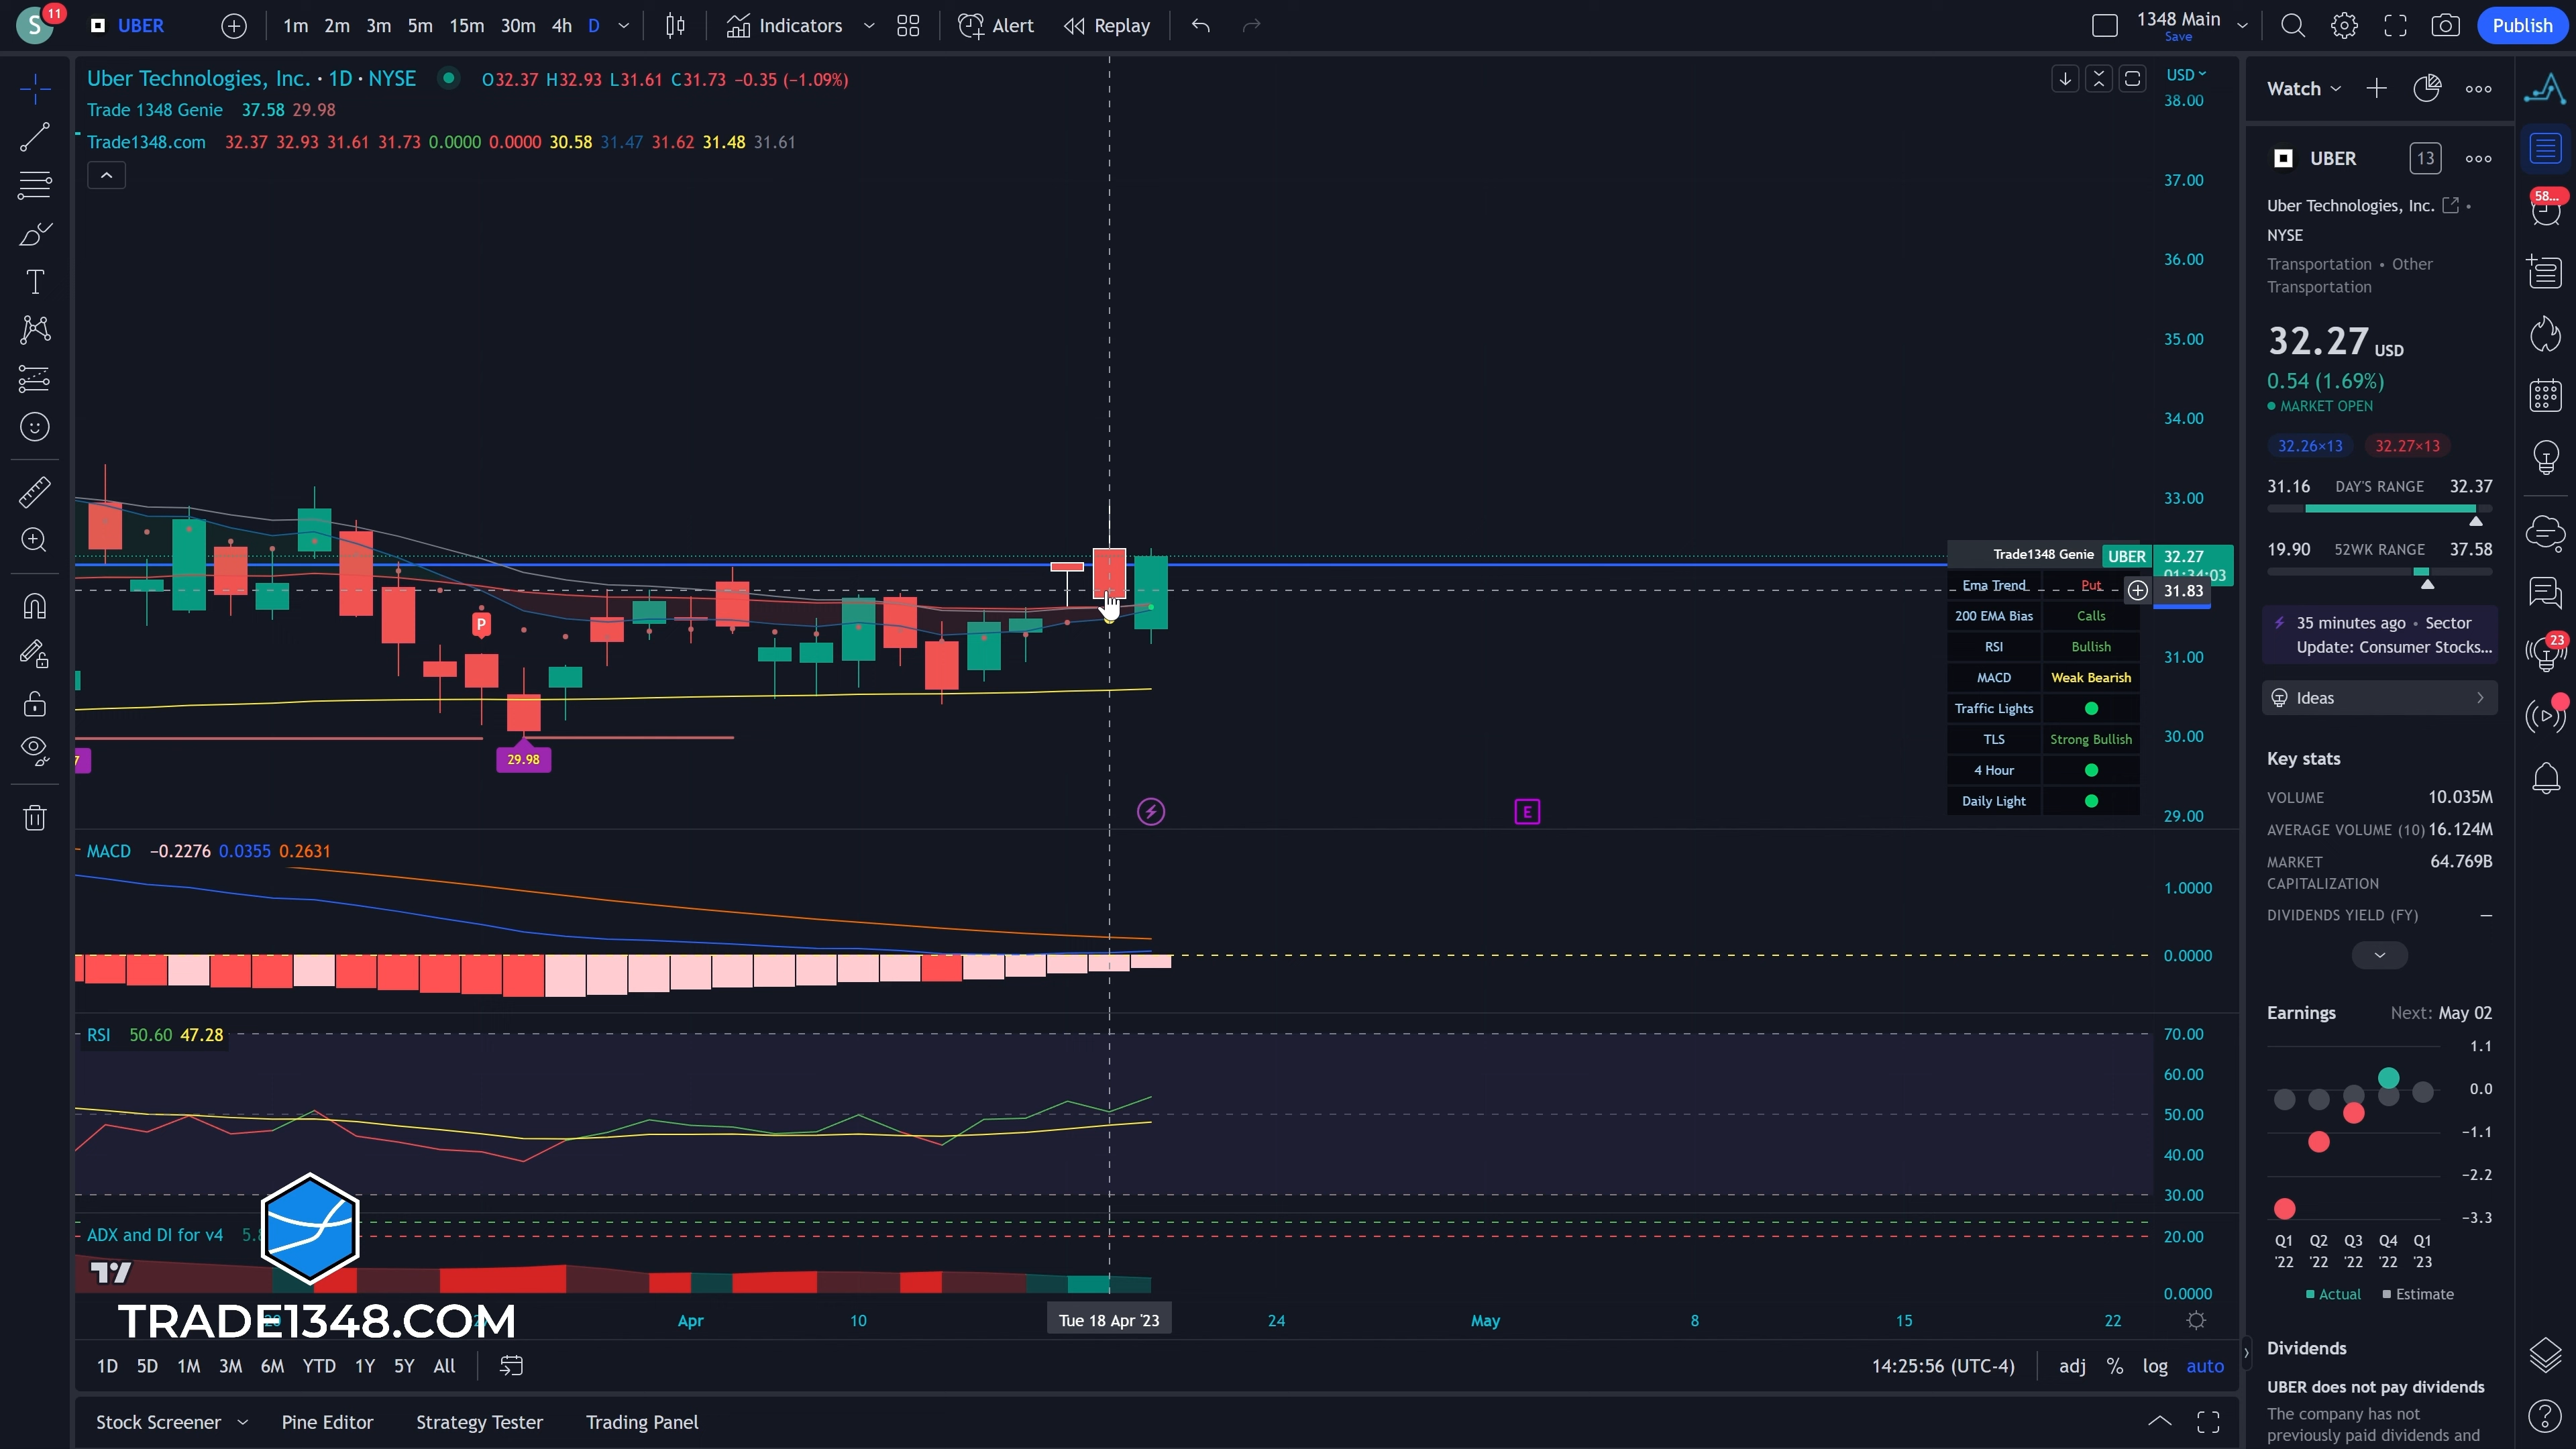 S 11 UBER 1m 2m 3m 5m 15m 30m 4h D Indicators Alert Replay 1348 Main Save Publish
Uber Technologies, Inc. · 1D · NYSE O32.37 H32.93 L31.61 C31.73 −0.35 (−1.09%)
Trade 1348 Genie 37.58 29.98
Trade1348.com 32.37 32.93 31.61 31.73 0.0000 0.0000 30.58 31.47 31.62 31.48 31.61
USD
38.00
37.00
36.00
35.00
34.00
33.00
31.00
30.00
29.00
UBER 32.27
01:34:03
31.83
P
29.98
E
Trade1348 Genie
Ema Trend Put
200 EMA Bias Calls
RSI Bullish
MACD Weak Bearish
Traffic Lights
TLS Strong Bullish
4 Hour
Daily Light
MACD −0.2276 0.0355 0.2631
1.0000
0.0000
RSI 50.60 47.28
70.00
60.00
50.00
40.00
30.00
ADX and DI for v4
20.00
0.0000
TRADE1348.COM
Apr 10 Tue 18 Apr '23 24 May 8 15 22
1D 5D 1M 3M 6M YTD 1Y 5Y All 14:25:56 (UTC-4) adj % log auto
Stock Screener Pine Editor Strategy Tester Trading Panel
Watch
UBER 13
Uber Technologies, Inc. •
NYSE
Transportation • Other
Transportation
32.27 USD
0.54 (1.69%)
MARKET OPEN
32.26×13 32.27×13
31.16 DAY'S RANGE 32.37
19.90 52WK RANGE 37.58
35 minutes ago • Sector
Update: Consumer Stocks...
Ideas
Key stats
VOLUME 10.035M
AVERAGE VOLUME (10) 16.124M
MARKET CAPITALIZATION 64.769B
DIVIDENDS YIELD (FY) —
Earnings Next: May 02
1.1
0.0
−1.1
−2.2
−3.3
Q1 Q2 Q3 Q4 Q1
'22 '22 '22 '22 '23
Actual Estimate
Dividends
UBER does not pay dividends
The company has not
previously paid dividends and
58...
23